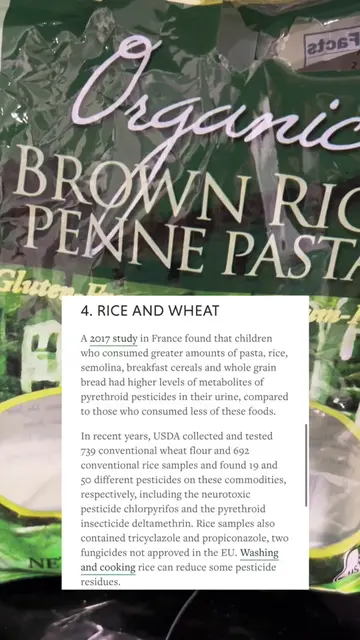 Facts
Organic
BROWN RIC
PENNE PASTA
Gluten
4. RICE AND WHEAT
A 2017 study in France found that children
who consumed greater amounts of pasta, rice,
semolina, breakfast cereals and whole grain
bread had higher levels of metabolites of
pyrethroid pesticides in their urine, compared
to those who consumed less of these foods.
In recent years, USDA collected and tested
739 conventional wheat flour and 692
conventional rice samples and found 19 and
50 different pesticides on these commodities,
respectively, including the neurotoxic
pesticide chlorpyrifos and the pyrethroid
insecticide deltamethrin. Rice samples also
contained tricyclazole and propiconazole, two
fungicides not approved in the EU. Washing
and cooking rice can reduce some pesticide
residues.
NE